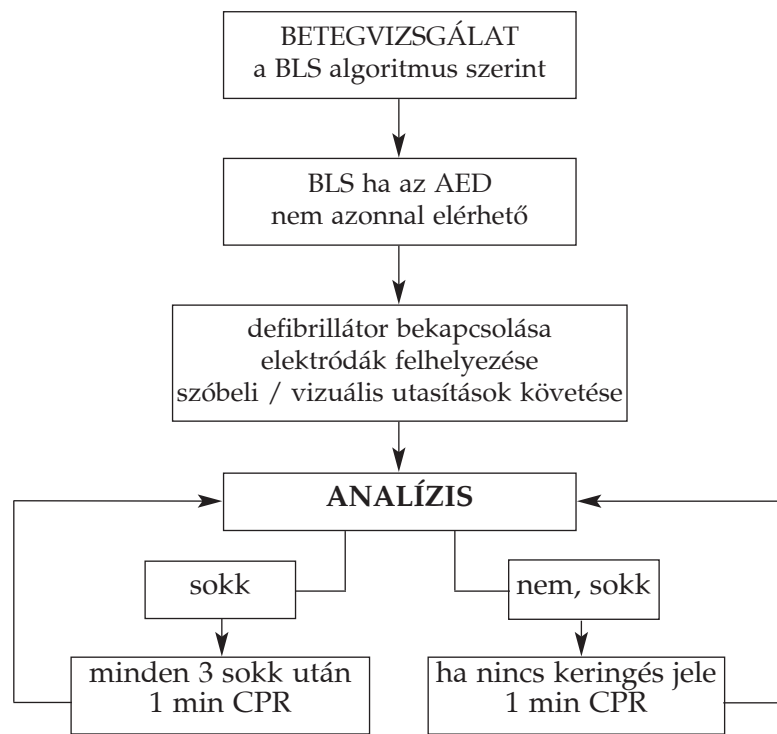 BETEGVIZSGÁLAT
a BLS algoritmus szerint
BLS ha az AED
nem azonnal elérhető
defibrillátor bekapcsolása
elektródák felhelyezése
szóbeli / vizuális utasítások követése
ANALÍZIS
sokk
nem, sokk
minden 3 sokk után
1 min CPR
ha nincs keringés jele
1 min CPR